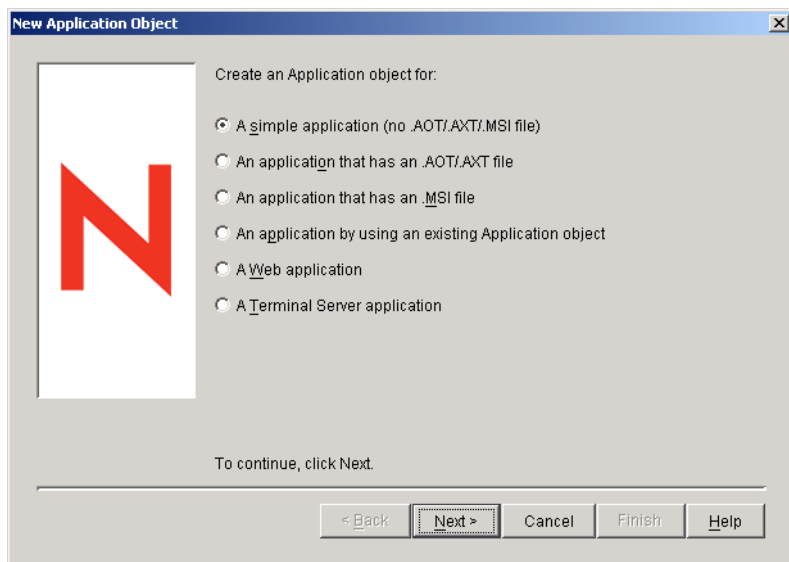 New Application Object
Create an Application object for:
A simple application (no .AOT/.AXT/.MSI file)
An application that has an .AOT/.AXT file
An application that has an .MSI file
An application by using an existing Application object
A Web application
A Terminal Server application
N
To continue, click Next.
< Back Next > Cancel Finish Help